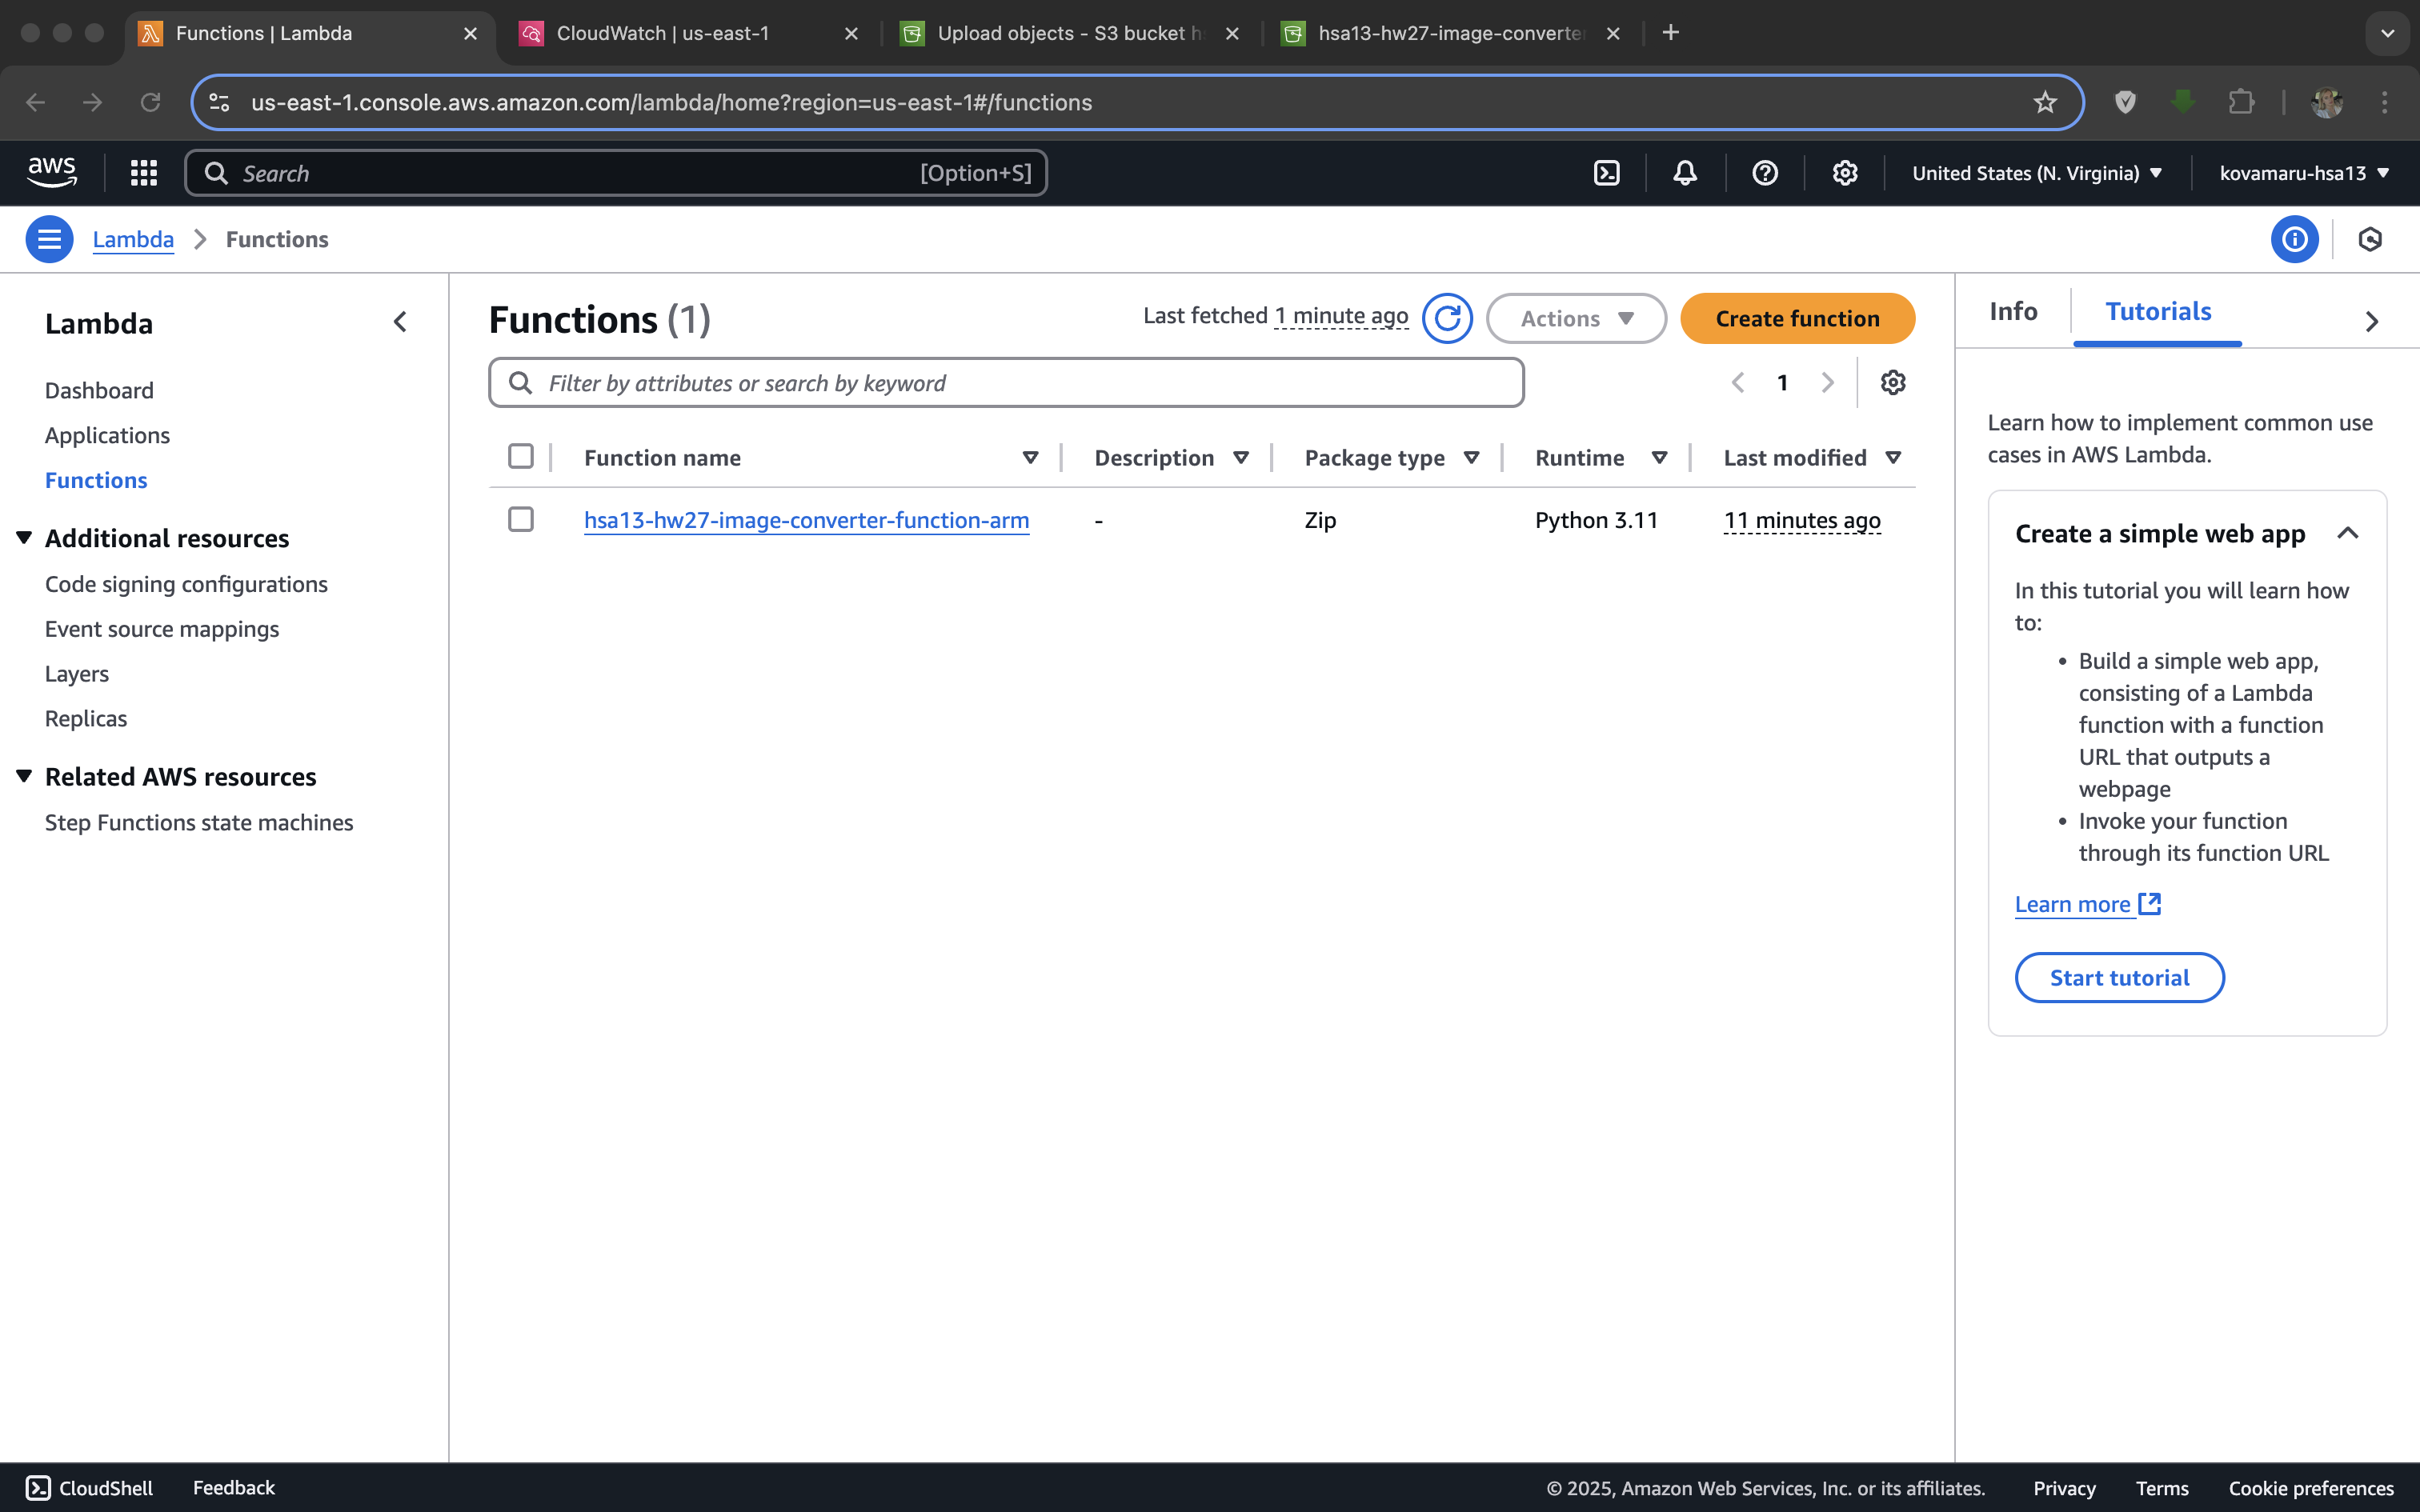 Functions | Lambda
CloudWatch | us-east-1
Upload objects - S3 bucket h
hsa13-hw27-image-converter
us-east-1.console.aws.amazon.com/lambda/home?region=us-east-1#/functions
aws
Search
[Option+S]
United States (N. Virginia)
kovamaru-hsa13
Lambda
Functions
Lambda
Dashboard
Applications
Functions
Additional resources
Code signing configurations
Event source mappings
Layers
Replicas
Related AWS resources
Step Functions state machines
Functions (1)
Last fetched 1 minute ago
Actions
Create function
Filter by attributes or search by keyword
1
Function name
Description
Package type
Runtime
Last modified
hsa13-hw27-image-converter-function-arm
-
Zip
Python 3.11
11 minutes ago
Info
Tutorials
Learn how to implement common use
cases in AWS Lambda.
Create a simple web app
In this tutorial you will learn how
to:
• Build a simple web app,
consisting of a Lambda
function with a function
URL that outputs a
webpage
• Invoke your function
through its function URL
Learn more
Start tutorial
CloudShell
Feedback
© 2025, Amazon Web Services, Inc. or its affiliates.
Privacy
Terms
Cookie preferences